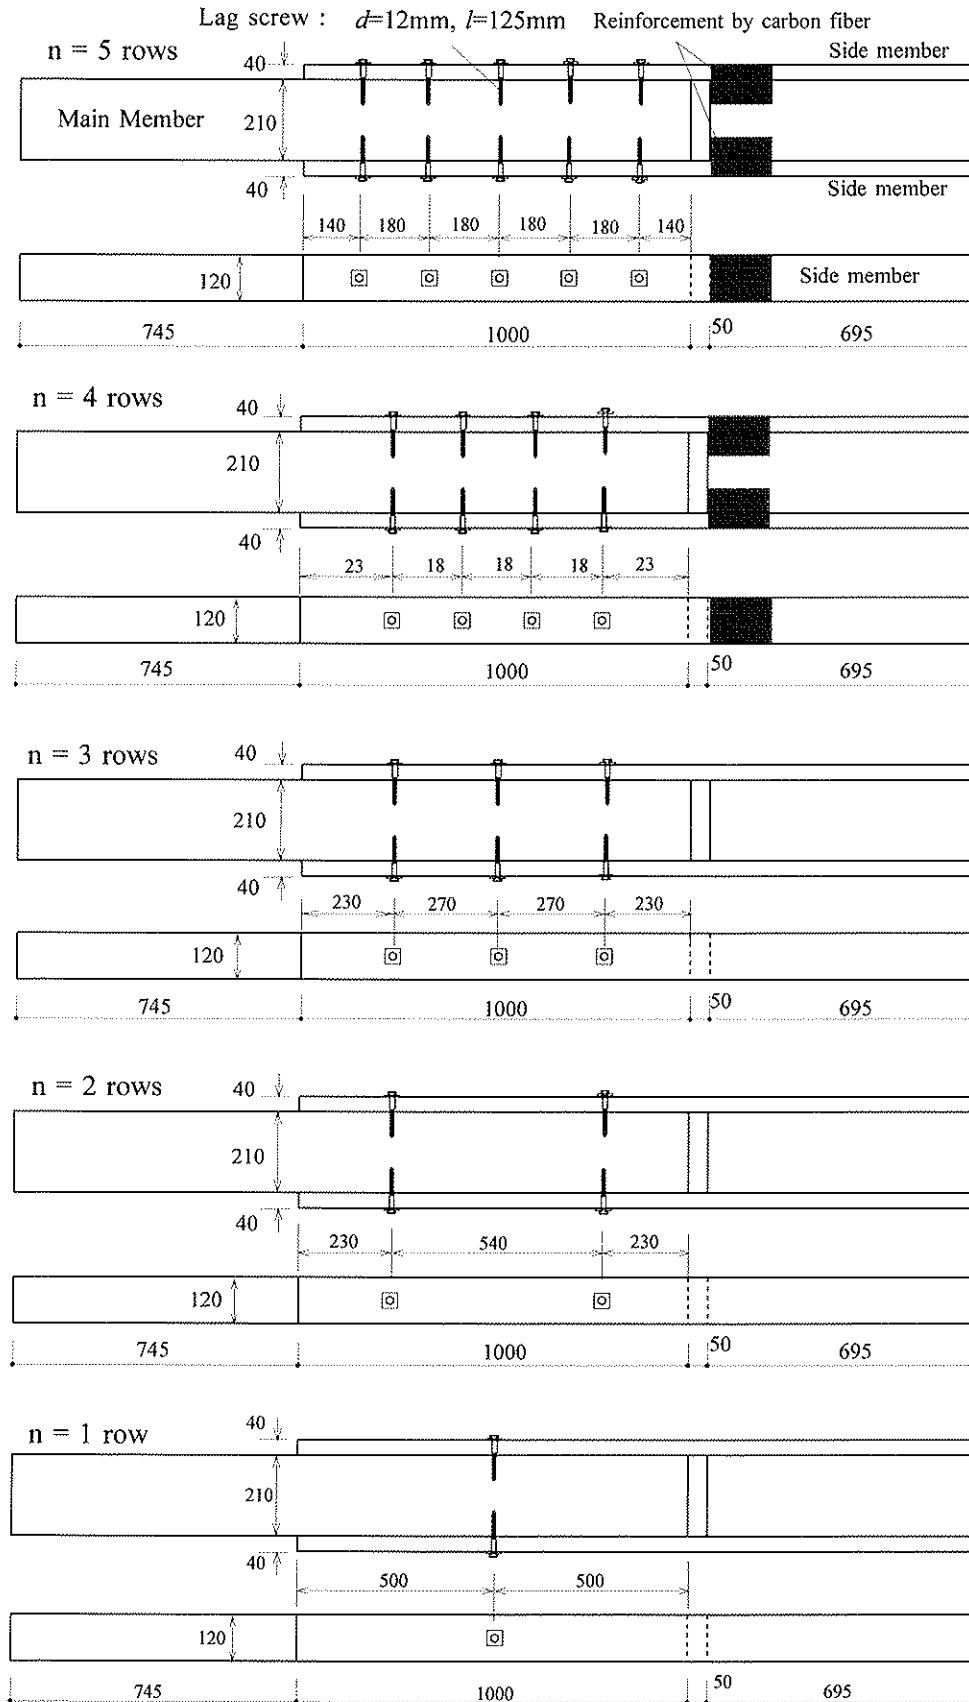 Lag screw : d=12mm, l=125mm Reinforcement by carbon fiber
n = 5 rows
Side member
40
Main Member
210
40
Side member
140 180 180 180 180 140
120
Side member
745 1000 50 695
n = 4 rows
40
210
40
23 18 18 18 23
120
745 1000 50 695
n = 3 rows
40
210
40
230 270 270 230
120
745 1000 50 695
n = 2 rows
40
210
40
230 540 230
120
745 1000 50 695
n = 1 row
40
210
40
500 500
120
745 1000 50 695